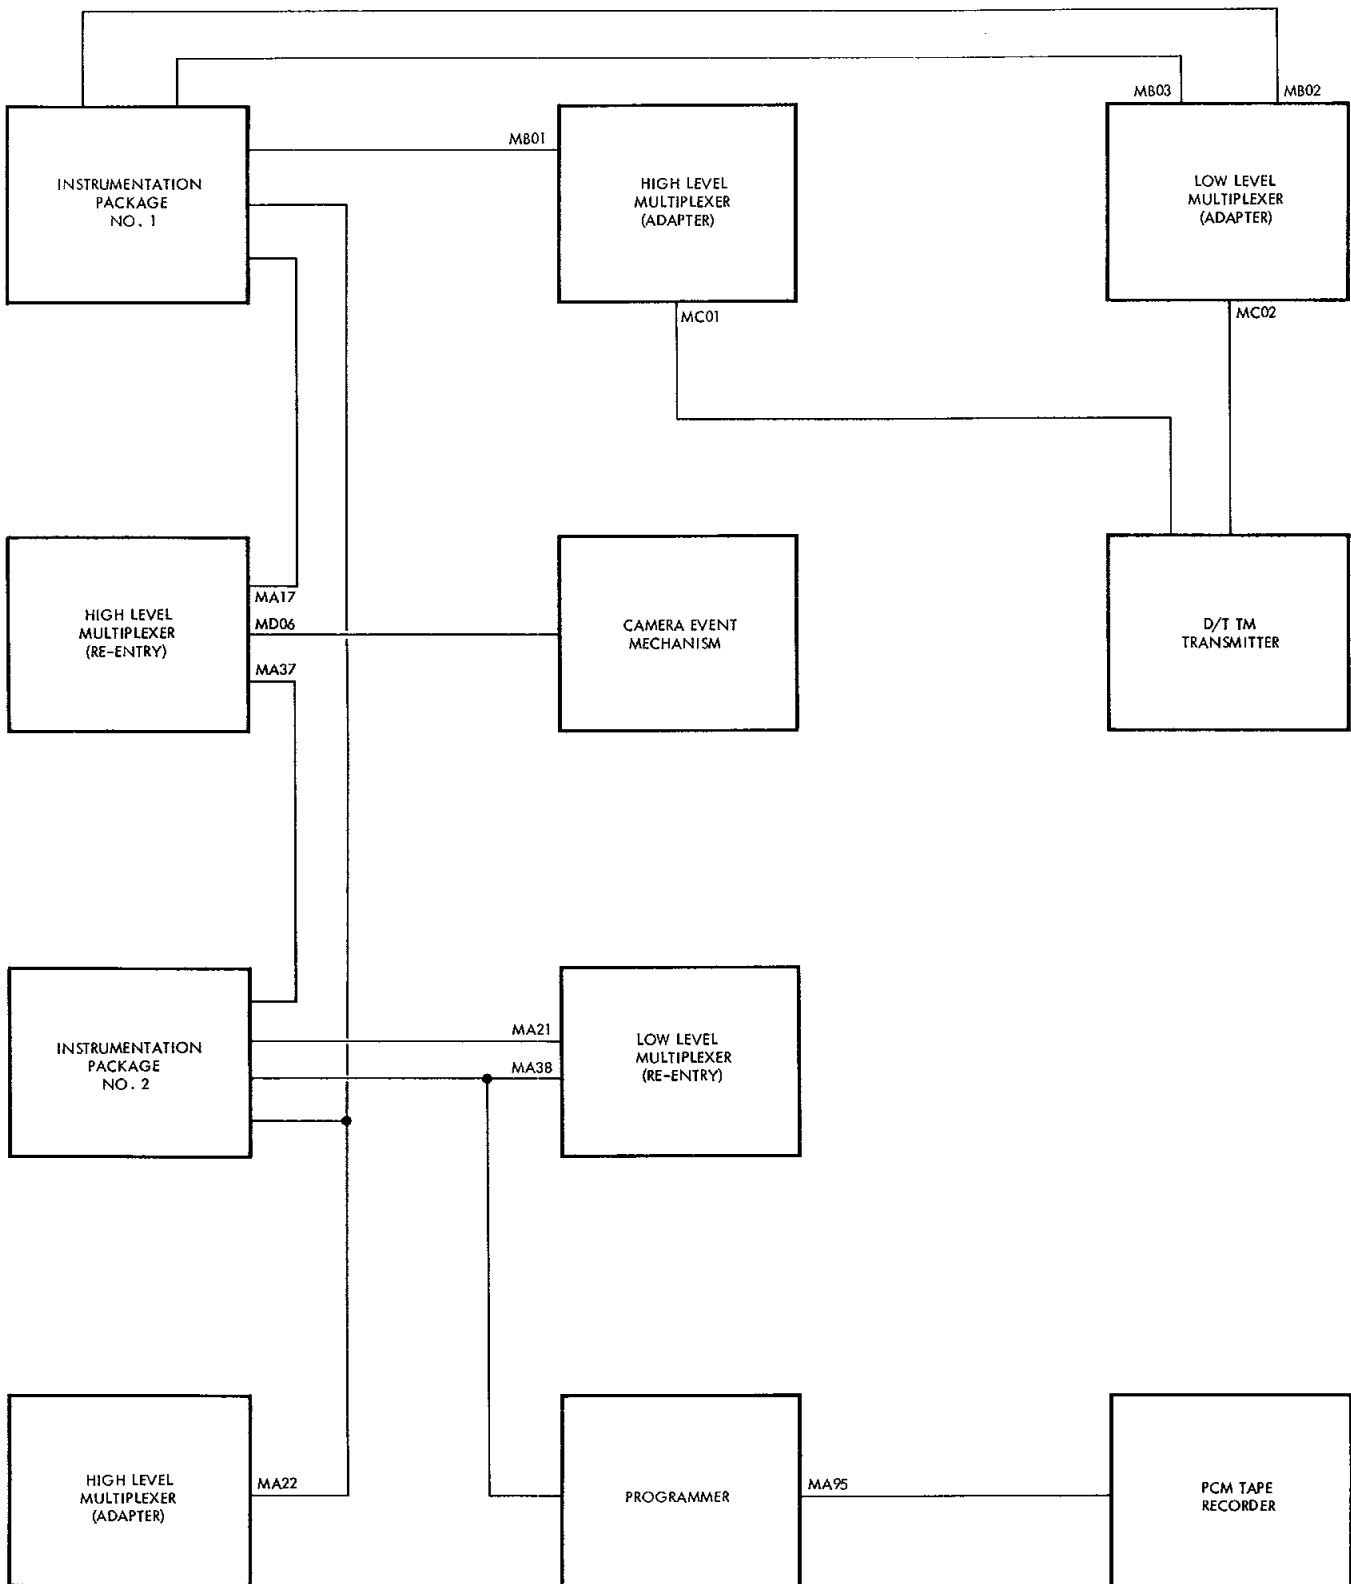 MB03
MB02
MB01
INSTRUMENTATION
PACKAGE
NO. 1
HIGH LEVEL
MULTIPLEXER
(ADAPTER)
LOW LEVEL
MULTIPLEXER
(ADAPTER)
MC01
MC02
MA17
MD06
MA37
HIGH LEVEL
MULTIPLEXER
(RE-ENTRY)
CAMERA EVENT
MECHANISM
D/T TM
TRANSMITTER
INSTRUMENTATION
PACKAGE
NO. 2
MA21
MA38
LOW LEVEL
MULTIPLEXER
(RE-ENTRY)
HIGH LEVEL
MULTIPLEXER
(ADAPTER)
MA22
PROGRAMMER
MA95
PCM TAPE
RECORDER